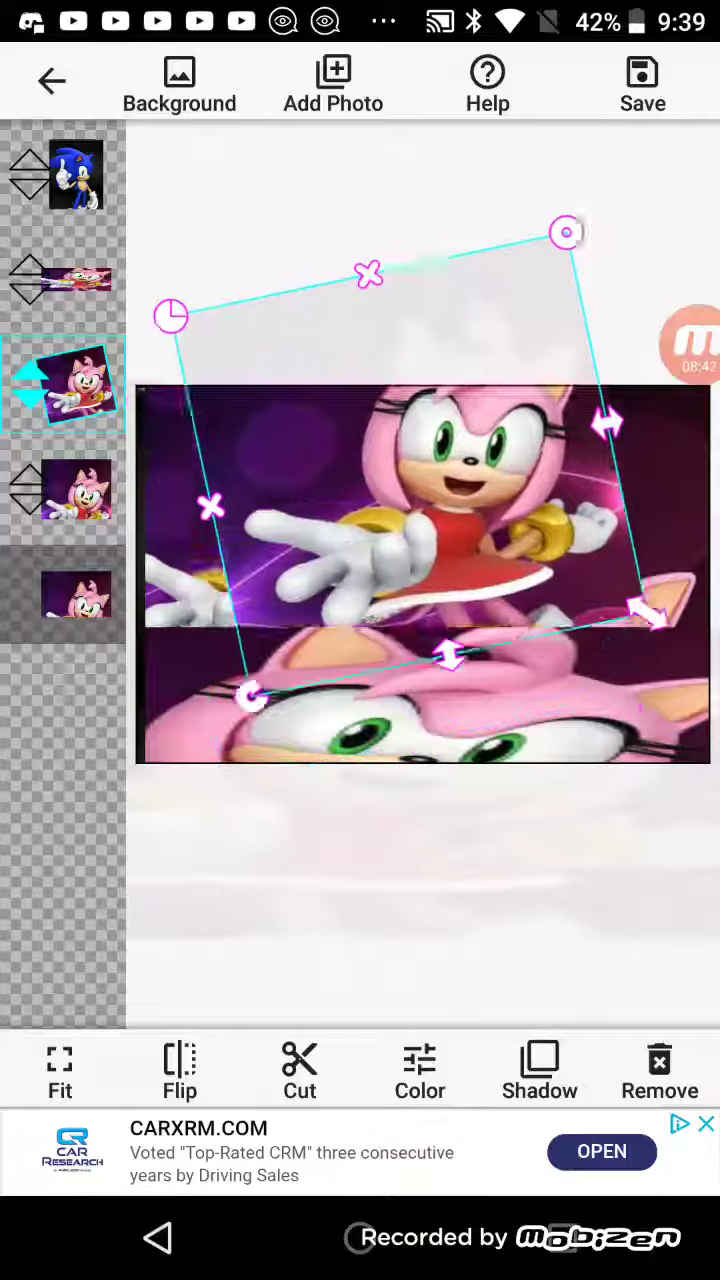 42% 9:39
Background Add Photo Help Save
08:42
Fit Flip Cut Color Shadow Remove
CARXRM.COM
Voted "Top-Rated CRM" three consecutive
years by Driving Sales
OPEN
CAR
RESEARCH
Recorded by mobizen